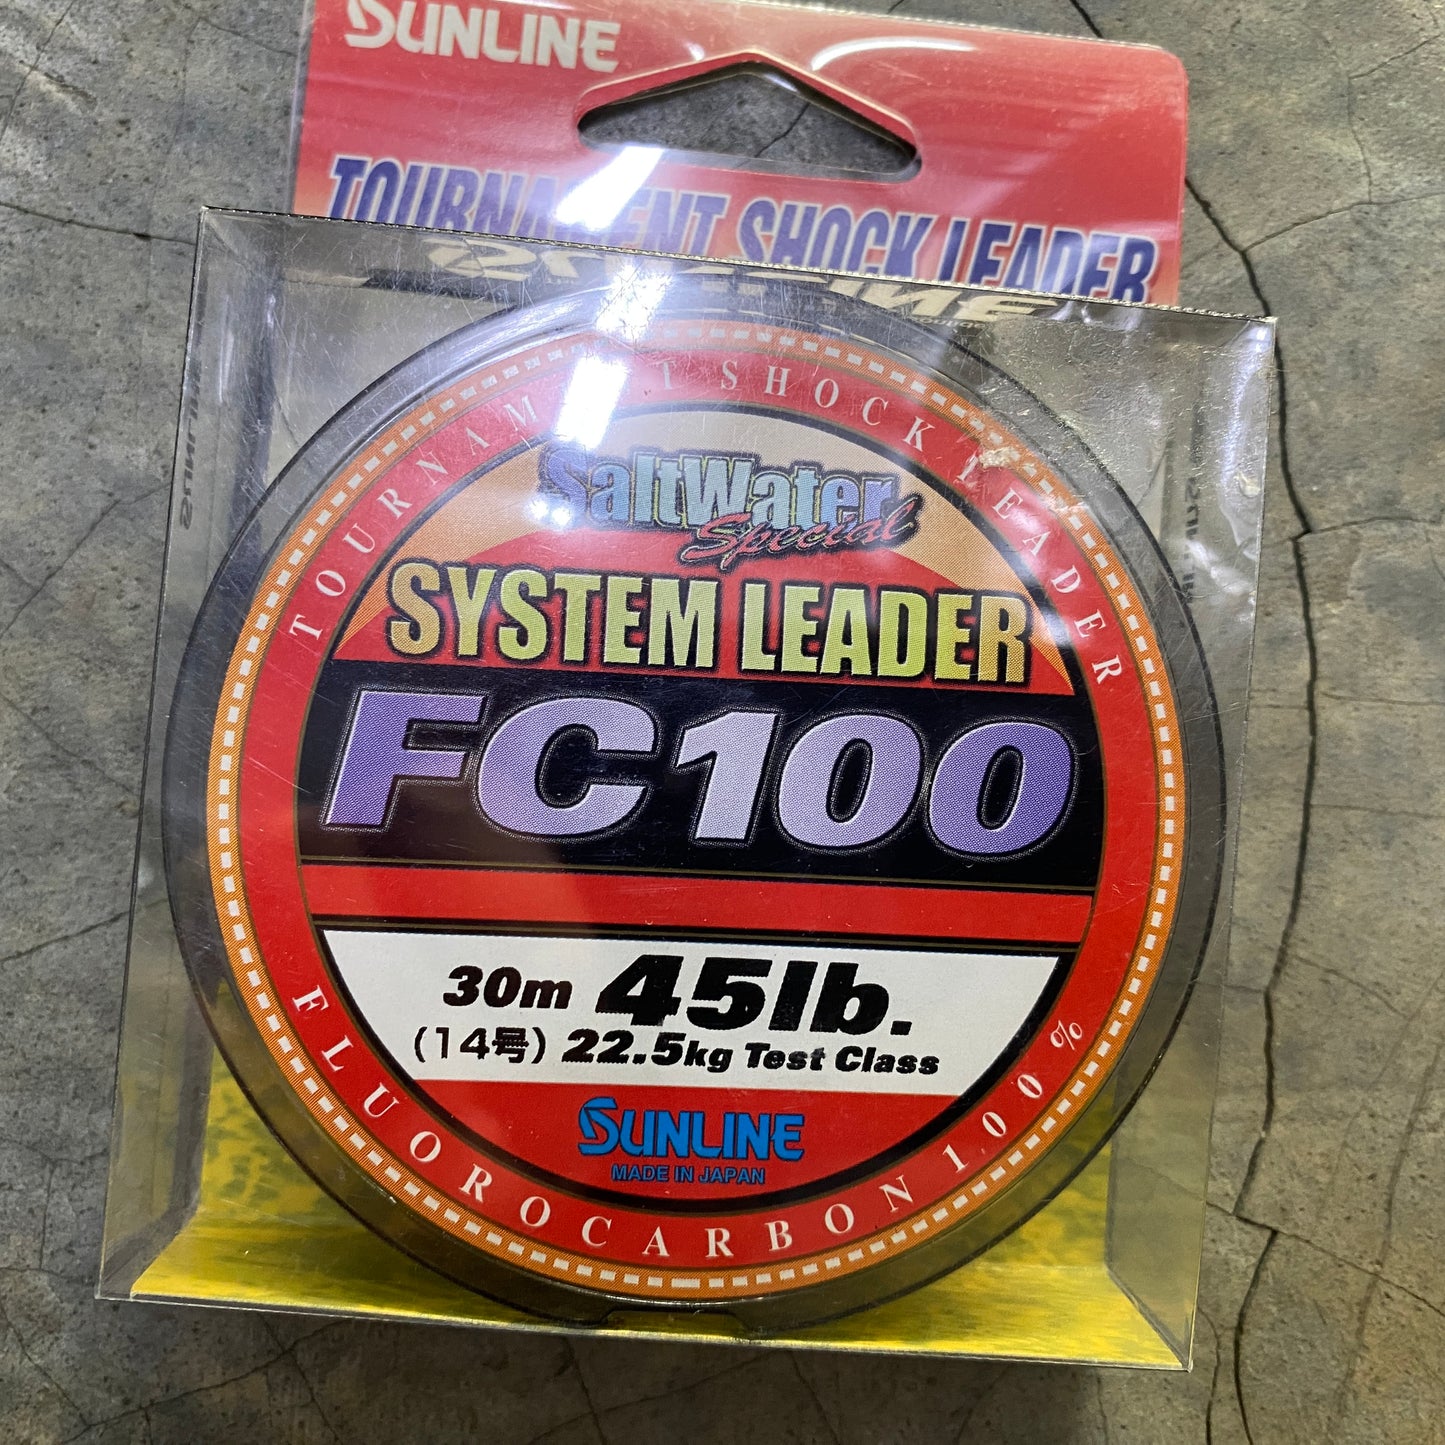 SUNLINE
TOURNAMENT SHOCK LEADER
TOURNAMENT SHOCK LEADER
SaltWater
Special
SYSTEM LEADER
FC100
30m 45lb.
(14号) 22.5kg Test Class
SUNLINE
MADE IN JAPAN
FLUOROCARBON 100%